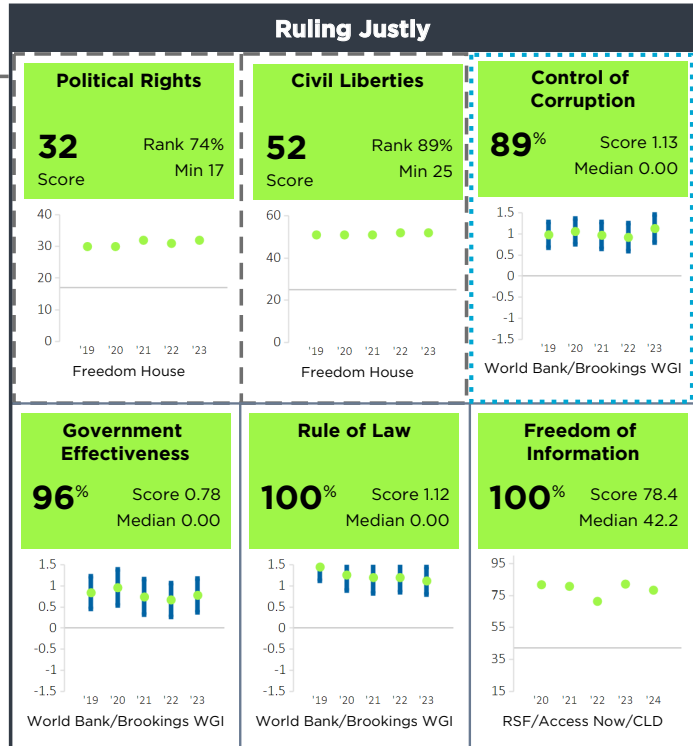 Ruling Justly
Political Rights
32
Score
Rank 74%
Min 17
40
30
20
10
0
'19 '20 '21 '22 '23
Freedom House
Civil Liberties
52
Score
Rank 89%
Min 25
60
40
20
0
'19 '20 '21 '22 '23
Freedom House
Control of
Corruption
89%
Score 1.13
Median 0.00
1.5
1
0.5
0
-0.5
-1
-1.5
'19 '20 '21 '22 '23
World Bank/Brookings WGI
Government
Effectiveness
96%
Score 0.78
Median 0.00
1.5
1
0.5
0
-0.5
-1
-1.5
'19 '20 '21 '22 '23
World Bank/Brookings WGI
Rule of Law
100%
Score 1.12
Median 0.00
1.5
1
0.5
0
-0.5
-1
-1.5
'19 '20 '21 '22 '23
World Bank/Brookings WGI
Freedom of
Information
100%
Score 78.4
Median 42.2
95
75
55
35
15
'20 '21 '22 '23 '24
RSF/Access Now/CLD